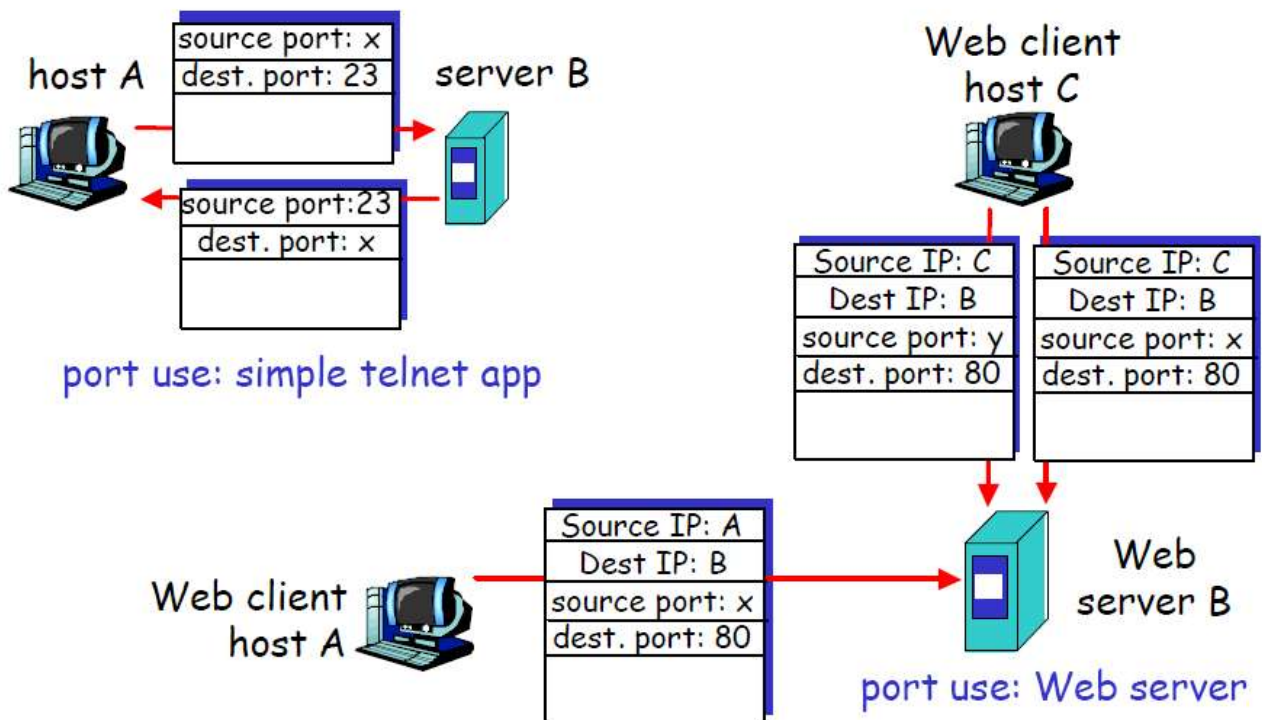 host A
source port: x
dest. port: 23
server B
source port:23
dest. port: x
port use: simple telnet app
Web client
host C
Source IP: C
Dest IP: B
source port: y
dest. port: 80
Source IP: C
Dest IP: B
source port: x
dest. port: 80
Web client
host A
Source IP: A
Dest IP: B
source port: x
dest. port: 80
Web
server B
port use: Web server